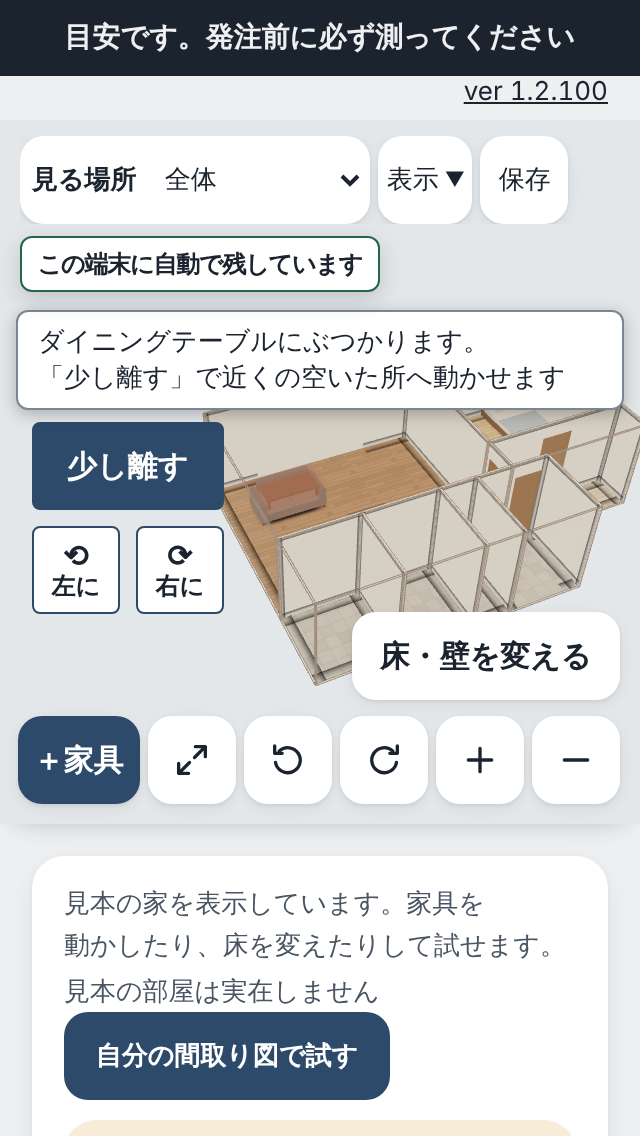 目安です。発注前に必ず測ってください
ver 1.2.100
見る場所 全体
表示 ▼
保存
この端末に自動で残しています
ダイニングテーブルにぶつかります。
「少し離す」で近くの空いた所へ動かせます
少し離す
⟲ 左に
⟳ 右に
床・壁を変える
＋家具
見本の家を表示しています。家具を
動かしたり、床を変えたりして試せます。
見本の部屋は実在しません
自分の間取り図で試す